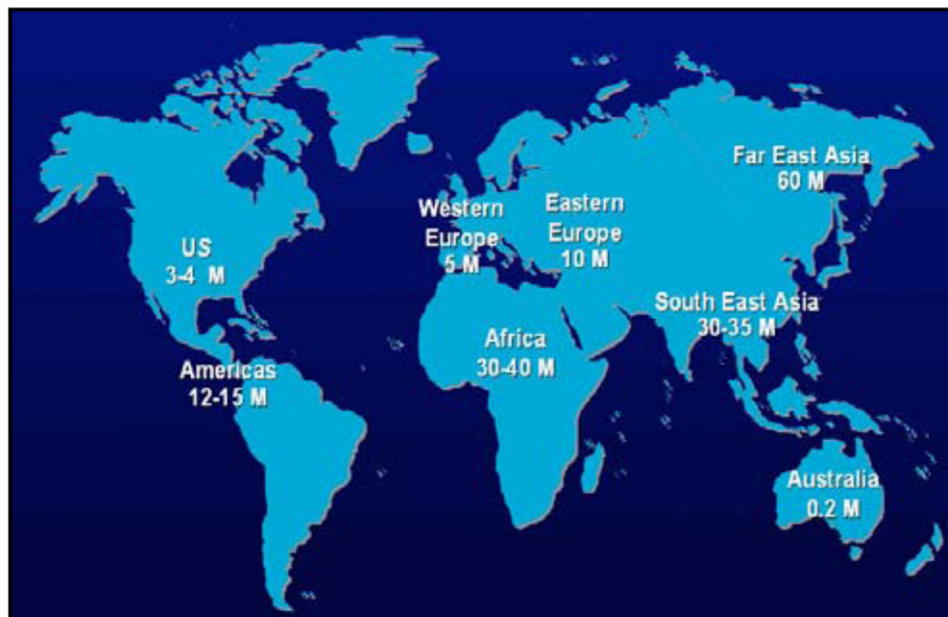 Far East Asia
60 M
Western
Europe
5 M
Eastern
Europe
10 M
US
3-4 M
South East Asia
30-35 M
Africa
30-40 M
Americas
12-15 M
Australia
0.2 M